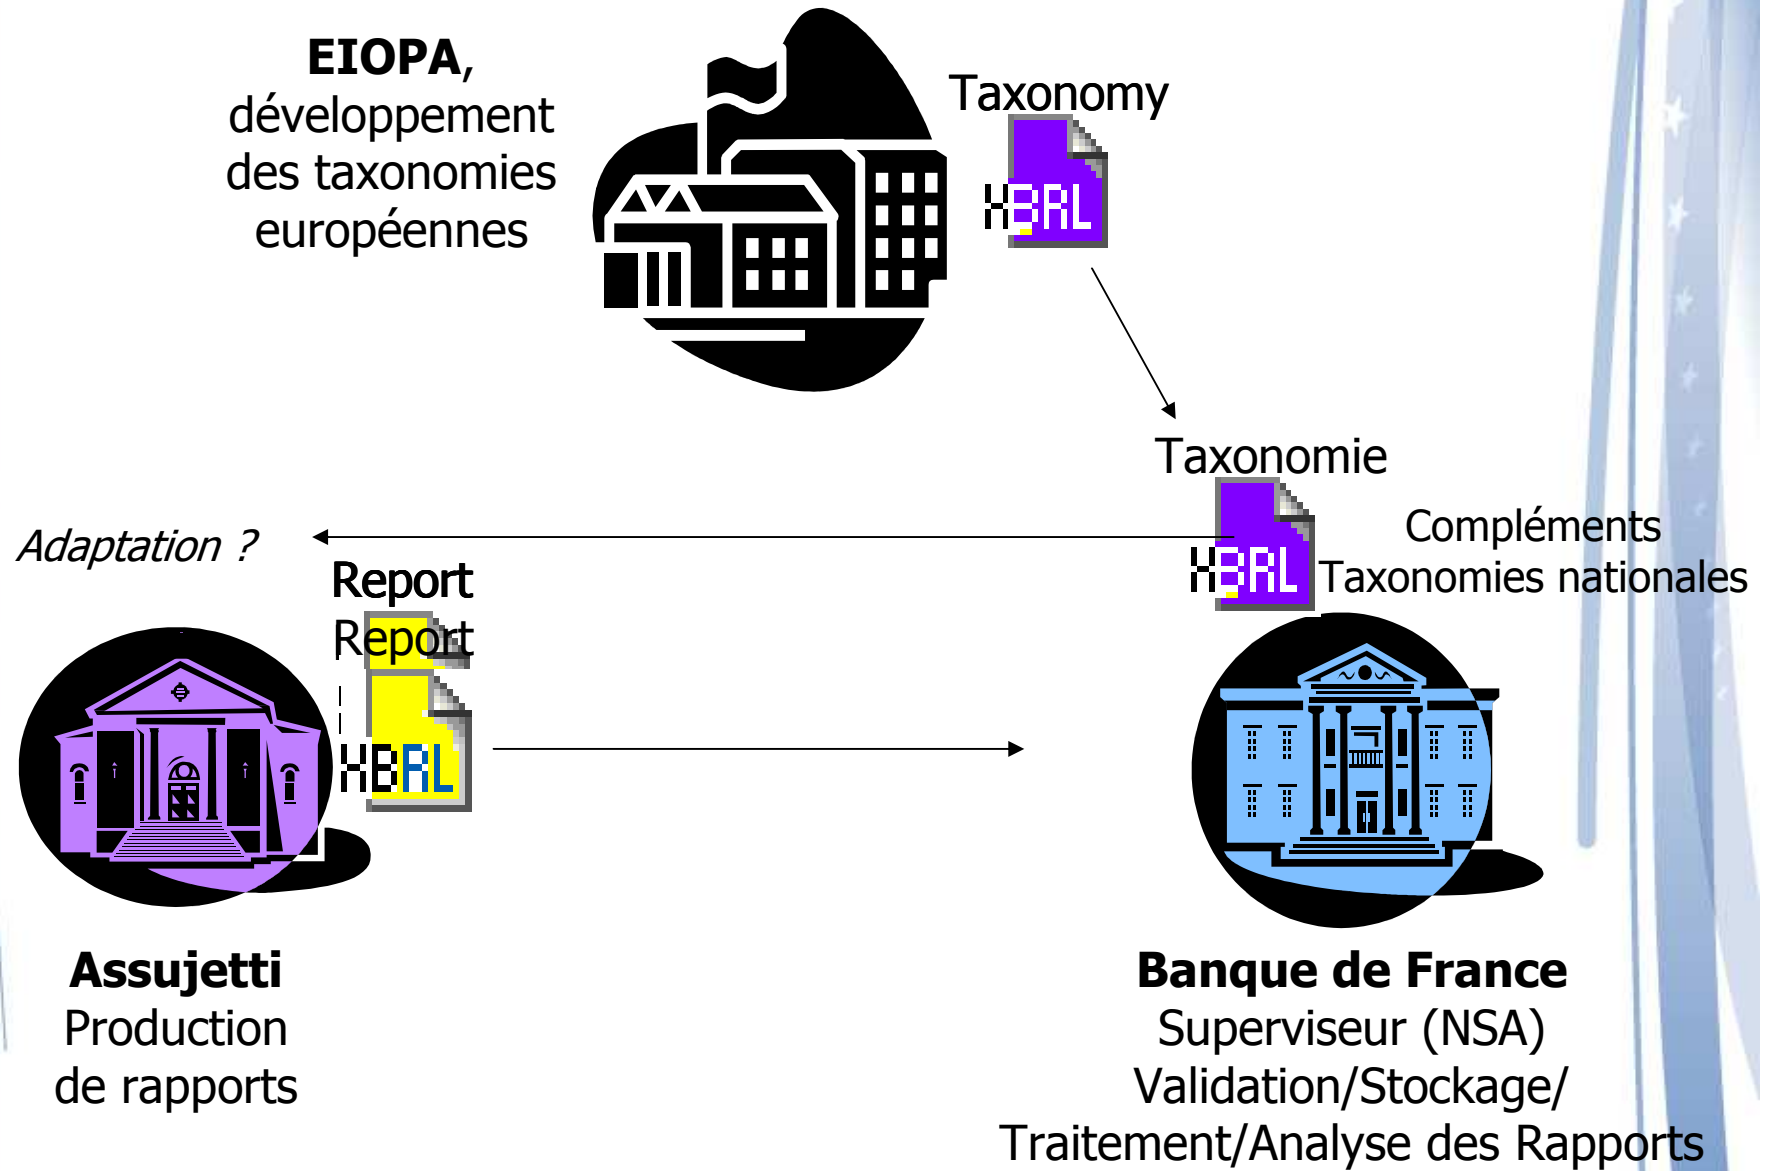 EIOPA,
développement
des taxonomies
européennes
Taxonomy
XBRL
Taxonomie
XBRL
Compléments
Taxonomies nationales
Adaptation ?
Report
Report
XBRL
Assujetti
Production
de rapports
Banque de France
Superviseur (NSA)
Validation/Stockage/
Traitement/Analyse des Rapports